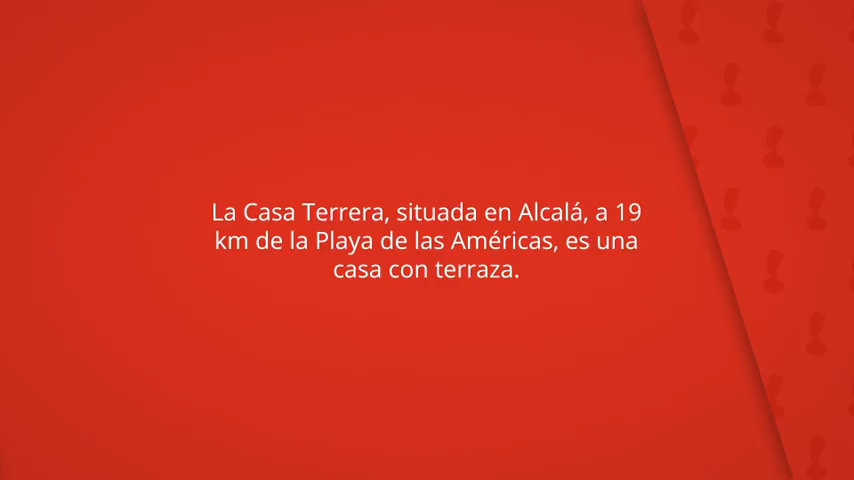 La Casa Terrera, situada en Alcalá, a 19
km de la Playa de las Américas, es una
casa con terraza.